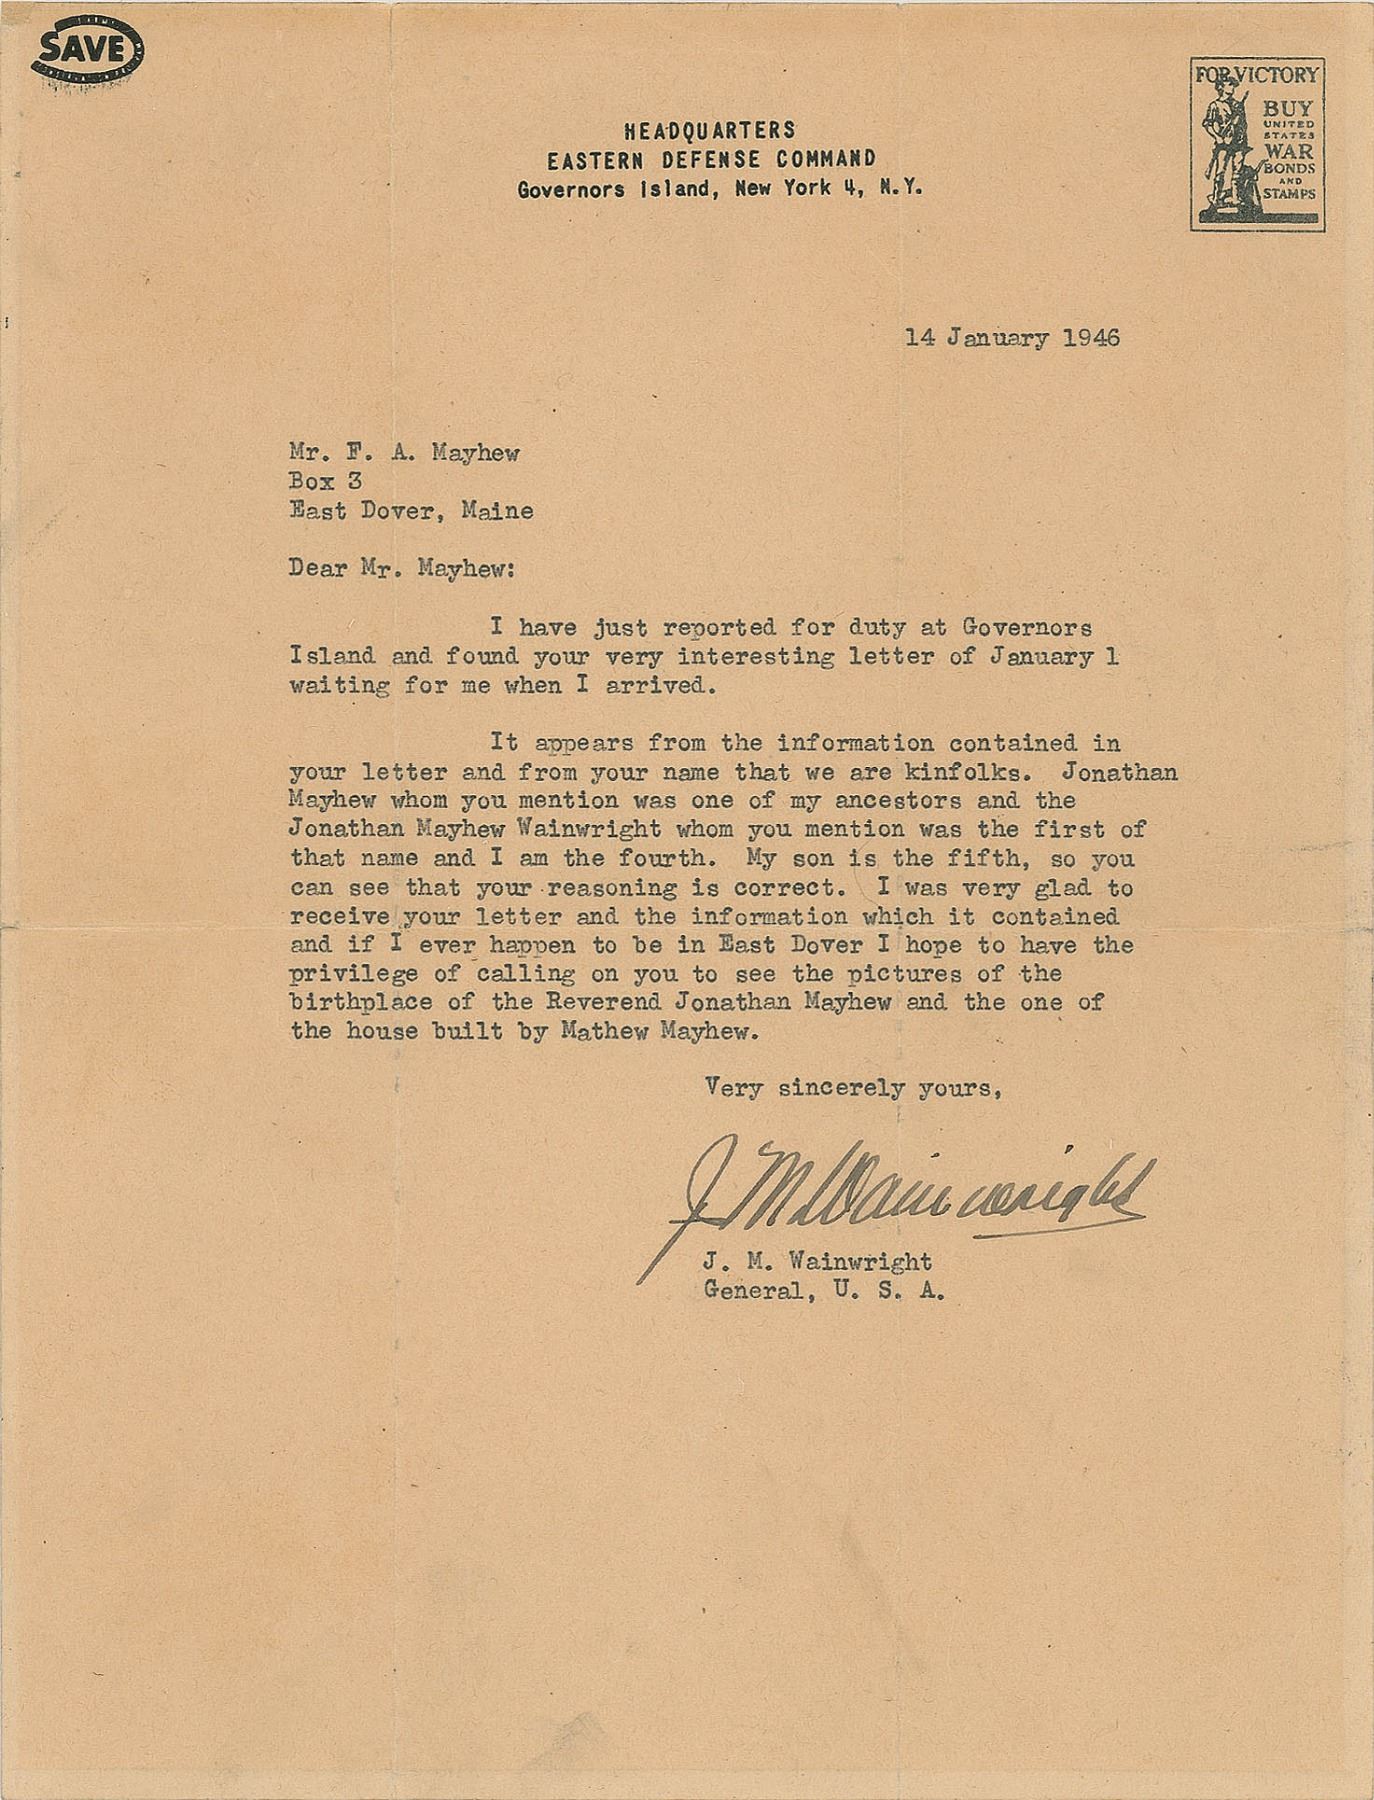 SAVE
FOR VICTORY
BUY
UNITED
STATES
WAR
BONDS
AND
STAMPS
HEADQUARTERS
EASTERN DEFENSE COMMAND
Governors Island, New York 4, N.Y.
14 January 1946
Mr. F. A. Mayhew
Box 3
East Dover, Maine
Dear Mr. Mayhew:
I have just reported for duty at Governors
Island and found your very interesting letter of January 1
waiting for me when I arrived.
It appears from the information contained in
your letter and from your name that we are kinfolks. Jonathan
Mayhew whom you mention was one of my ancestors and the
Jonathan Mayhew Wainwright whom you mention was the first of
that name and I am the fourth. My son is the fifth, so you
can see that your reasoning is correct. I was very glad to
receive your letter and the information which it contained
and if I ever happen to be in East Dover I hope to have the
privilege of calling on you to see the pictures of the
birthplace of the Reverend Jonathan Mayhew and the one of
the house built by Mathew Mayhew.
Very sincerely yours,
J M Wainwright
J. M. Wainwright
General, U. S. A.